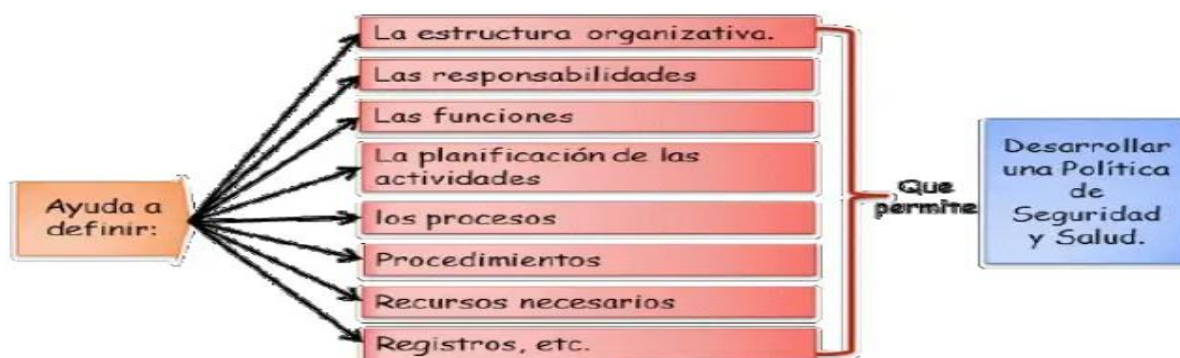 Ayuda a
definir:
La estructura organizativa.
Las responsabilidades
Las funciones
La planificación de las
actividades
los procesos
Procedimientos
Recursos necesarios
Registros, etc.
Que
permite
Desarrollar
una Política
de
Seguridad
y Salud.